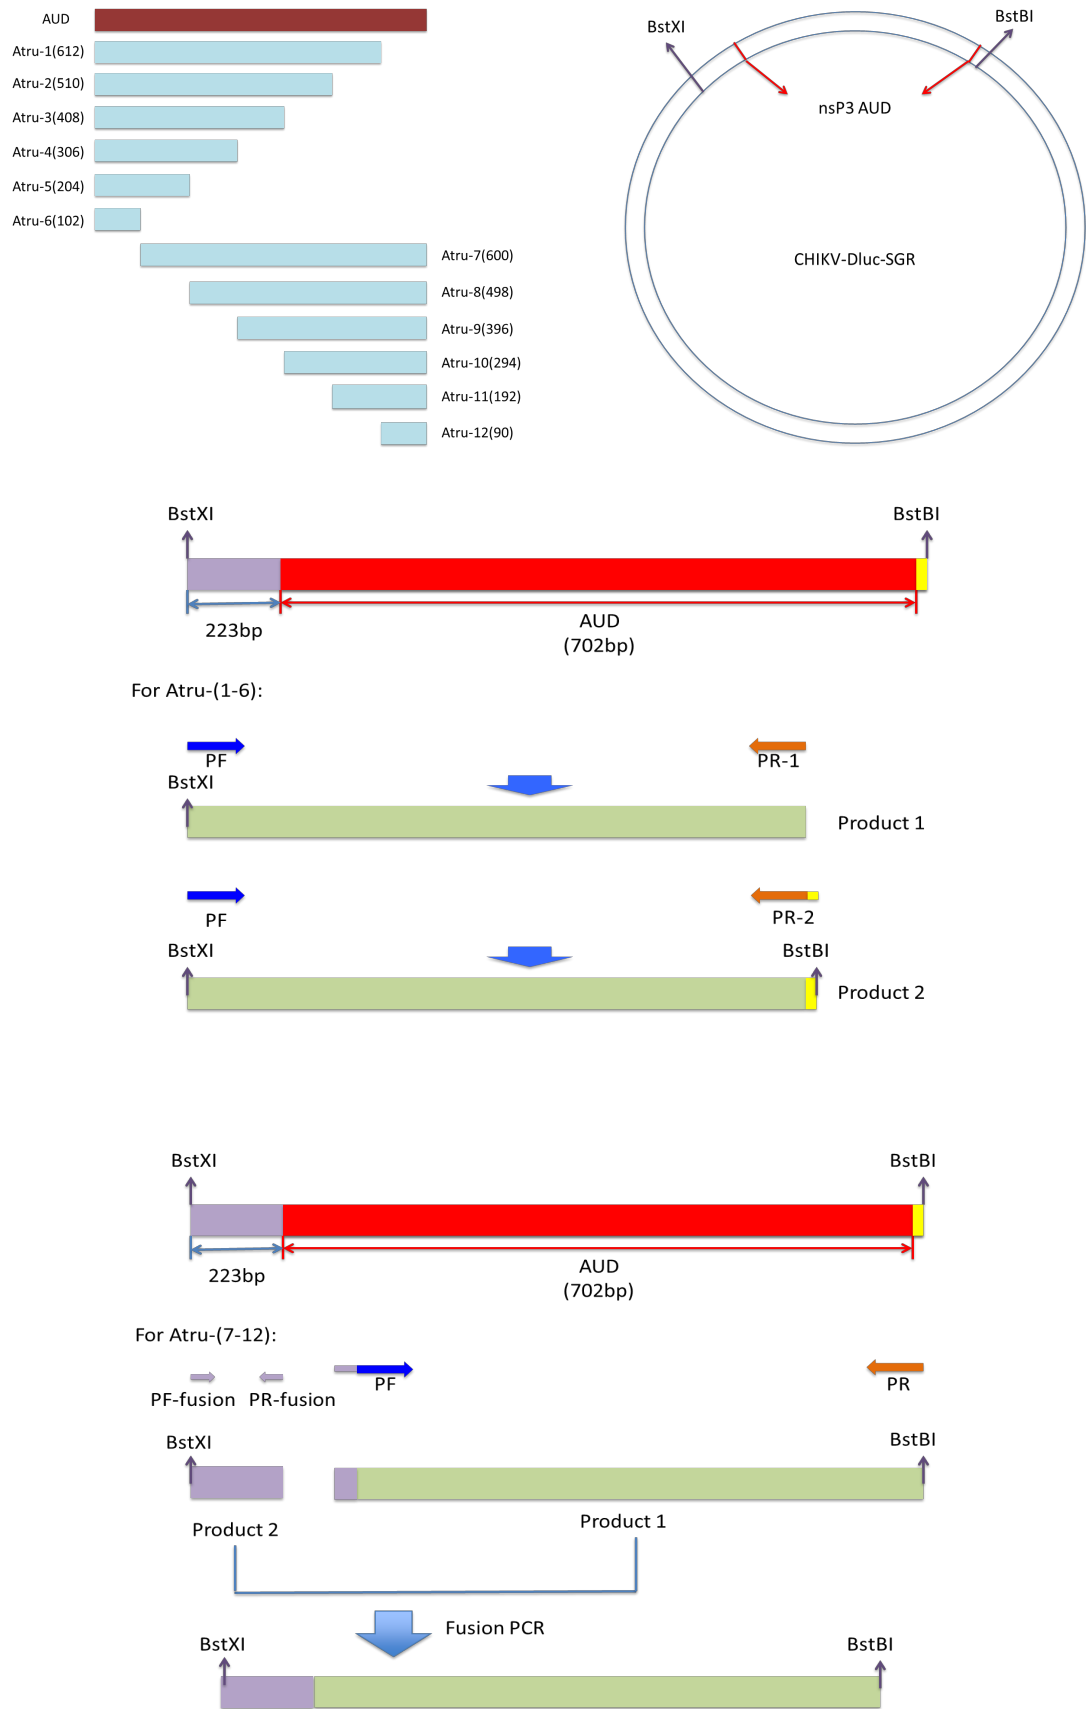 AUD
Atru-1(612)
Atru-2(510)
Atru-3(408)
Atru-4(306)
Atru-5(204)
Atru-6(102)
Atru-7(600)
Atru-8(498)
Atru-9(396)
Atru-10(294)
Atru-11(192)
Atru-12(90)
BstXI
BstBI
nsP3 AUD
CHIKV-Dluc-SGR
BstXI
BstBI
223bp
AUD
(702bp)
For Atru-(1-6):
PF
PR-1
BstXI
Product 1
PF
PR-2
BstXI
BstBI
Product 2
BstXI
BstBI
223bp
AUD
(702bp)
For Atru-(7-12):
PF-fusion
PR-fusion
PF
PR
BstXI
BstBI
Product 2
Product 1
Fusion PCR
BstXI
BstBI